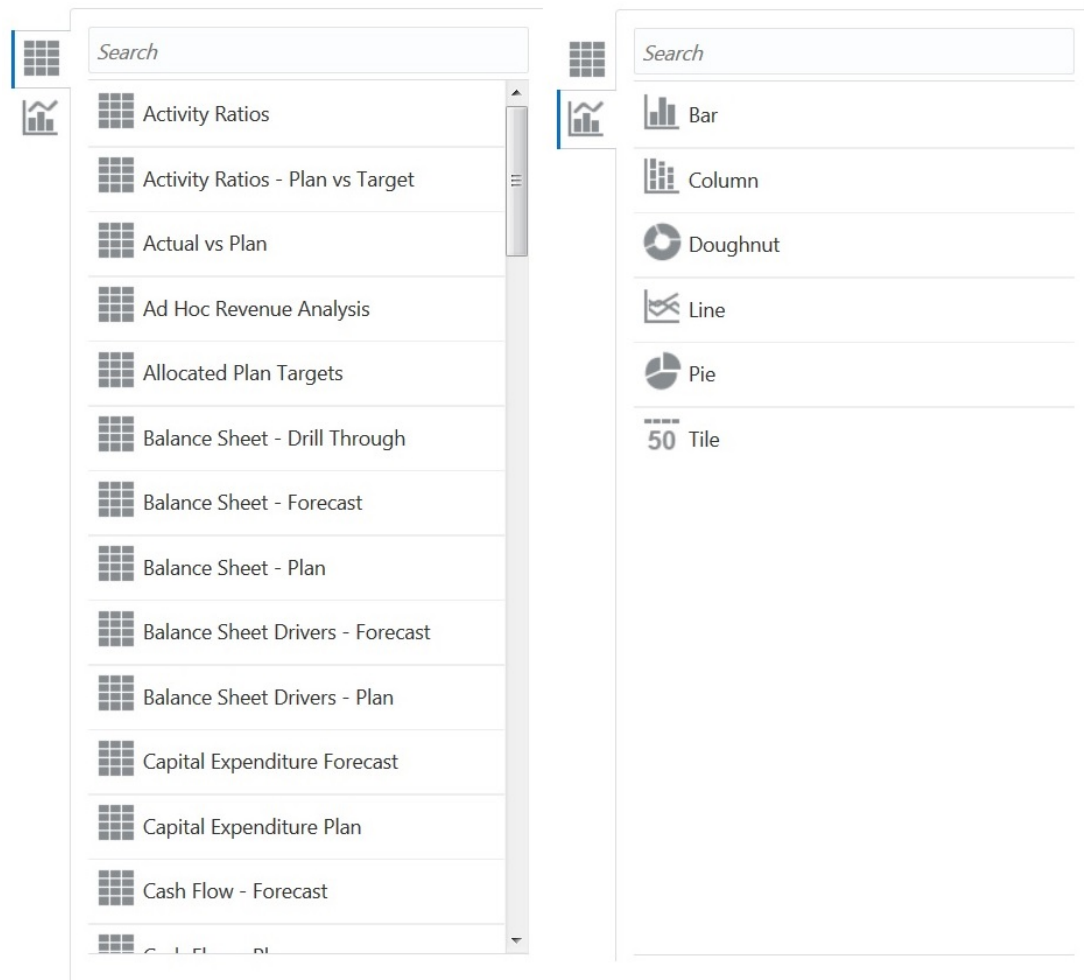 Search
Activity Ratios
Activity Ratios - Plan vs Target
Actual vs Plan
Ad Hoc Revenue Analysis
Allocated Plan Targets
Balance Sheet - Drill Through
Balance Sheet - Forecast
Balance Sheet - Plan
Balance Sheet Drivers - Forecast
Balance Sheet Drivers - Plan
Capital Expenditure Forecast
Capital Expenditure Plan
Cash Flow - Forecast
Search
Bar
Column
Doughnut
Line
Pie
50 Tile